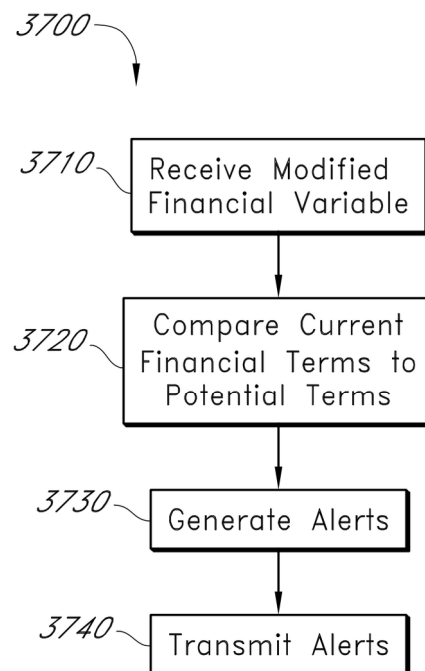 3700
3710
Receive Modified
Financial Variable
3720
Compare Current
Financial Terms to
Potential Terms
3730
Generate Alerts
3740
Transmit Alerts